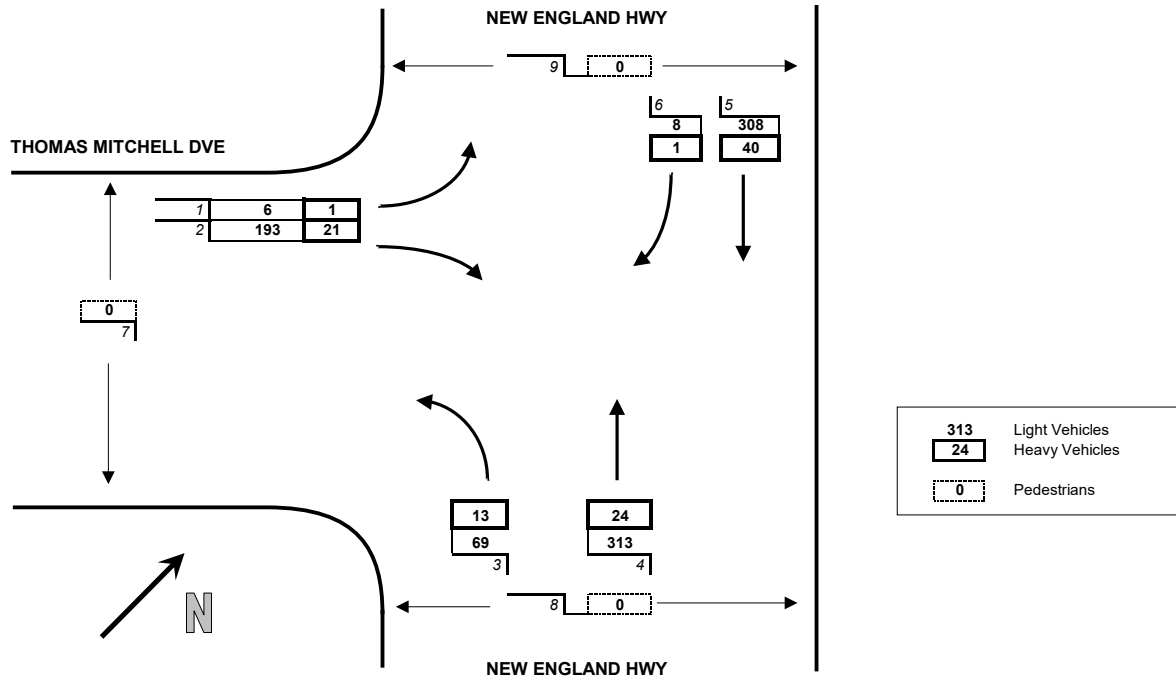 NEW ENGLAND HWY
9 0
6 5
8 308
THOMAS MITCHELL DVE
1 40
1 6 1
2 193 21
0
7
313 Light Vehicles
24 Heavy Vehicles
0 Pedestrians
13 24
69 313
3 4
8 0
N
NEW ENGLAND HWY